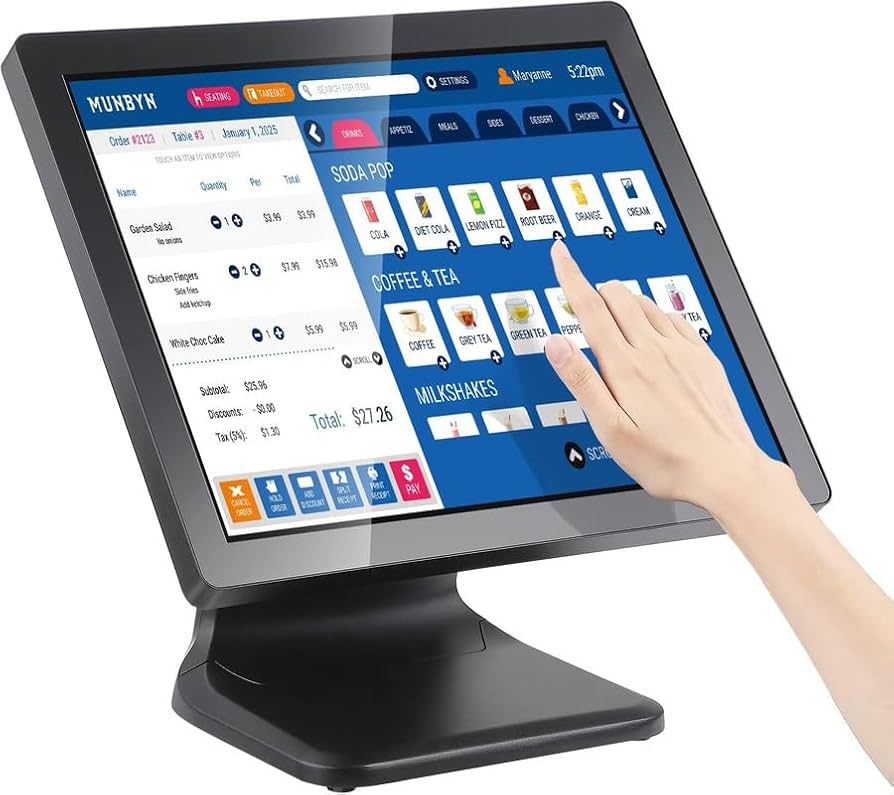 MUNBYN SEATING TAKEOUT SEARCH FOR ITEM SETTINGS Maryanne 5:22pm
Order #2123 Table #3 January 1, 2025
TOUCH AN ITEM TO VIEW OPTIONS
Name Quantity Per Total
Garden Salad 1 $3.99 $3.99
No onions
Chicken Fingers 2 $7.99 $15.98
Side fries
Add ketchup
White Choc Cake 1 $5.99 $5.99
SCROLL
Subtotal: $25.96
Discounts: - $0.00
Tax (5%): $1.30
Total: $27.26
CANCEL ORDER
HOLD ORDER
ADD DISCOUNT
SPLIT RECEIPT
PRINT RECEIPT
$ PAY
DRINKS APPETIZ MEALS SIDES DESSERT CHICKEN
SODA POP
COLA DIET COLA LEMON FIZZ ROOT BEER ORANGE CREAM
COFFEE & TEA
COFFEE GREY TEA GREEN TEA PEPPE Y TEA
MILKSHAKES
SCR